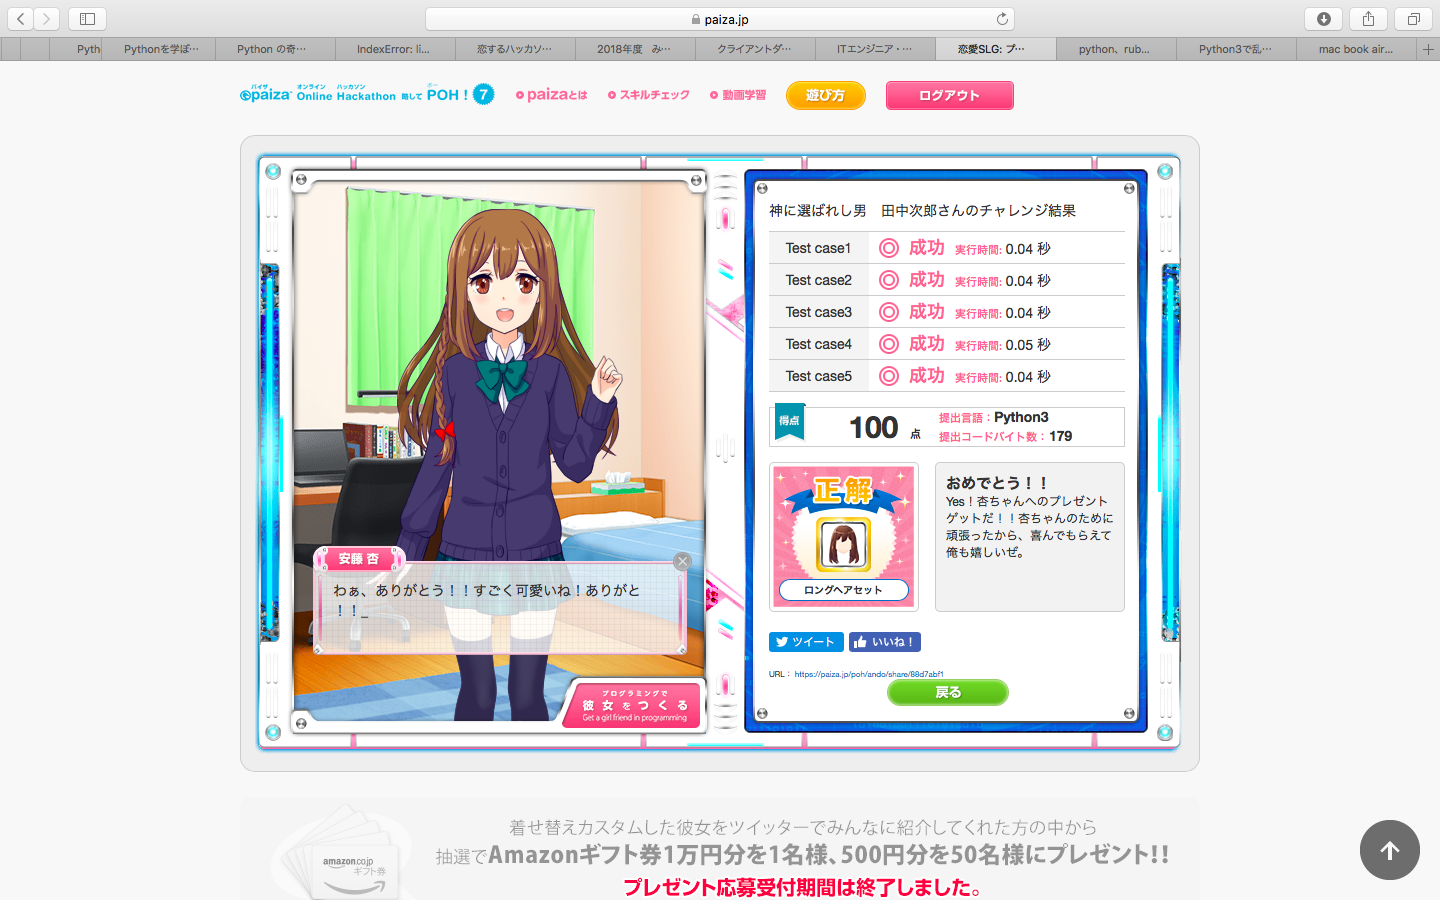 paiza.jp
Pyth
Pythonを学ぼ…
Python の奇…
IndexError: li…
恋するハッカソ…
2018年度　み…
クライアントダ…
ITエンジニア・…
恋愛SLG: プ…
python、rub…
Python3で乱…
mac book air…
パイザ オンライン ハッカソン ポー
paiza Online Hackathon 略して POH ! 7
paizaとは
スキルチェック
動画学習
遊び方
ログアウト
安藤 杏
わぁ、ありがとう！！すごく可愛いね！ありがと
！！_
プログラミングで
彼女をつくる
Get a girl friend in programming
神に選ばれし男　田中次郎さんのチャレンジ結果
Test case1 成功 実行時間: 0.04 秒
Test case2 成功 実行時間: 0.04 秒
Test case3 成功 実行時間: 0.04 秒
Test case4 成功 実行時間: 0.05 秒
Test case5 成功 実行時間: 0.04 秒
得点 100 点
提出言語：Python3
提出コードバイト数：179
正解
ロングヘアセット
おめでとう！！
Yes！杏ちゃんへのプレゼント
ゲットだ！！杏ちゃんのために
頑張ったから、喜んでもらえて
俺も嬉しいぜ。
ツイート
いいね！
URL： https://paiza.jp/poh/ando/share/88d7abf1
戻る
amazon.co.jp
ギフト券
着せ替えカスタムした彼女をツイッターでみんなに紹介してくれた方の中から
抽選でAmazonギフト券1万円分を1名様、500円分を50名様にプレゼント!!
プレゼント応募受付期間は終了しました。